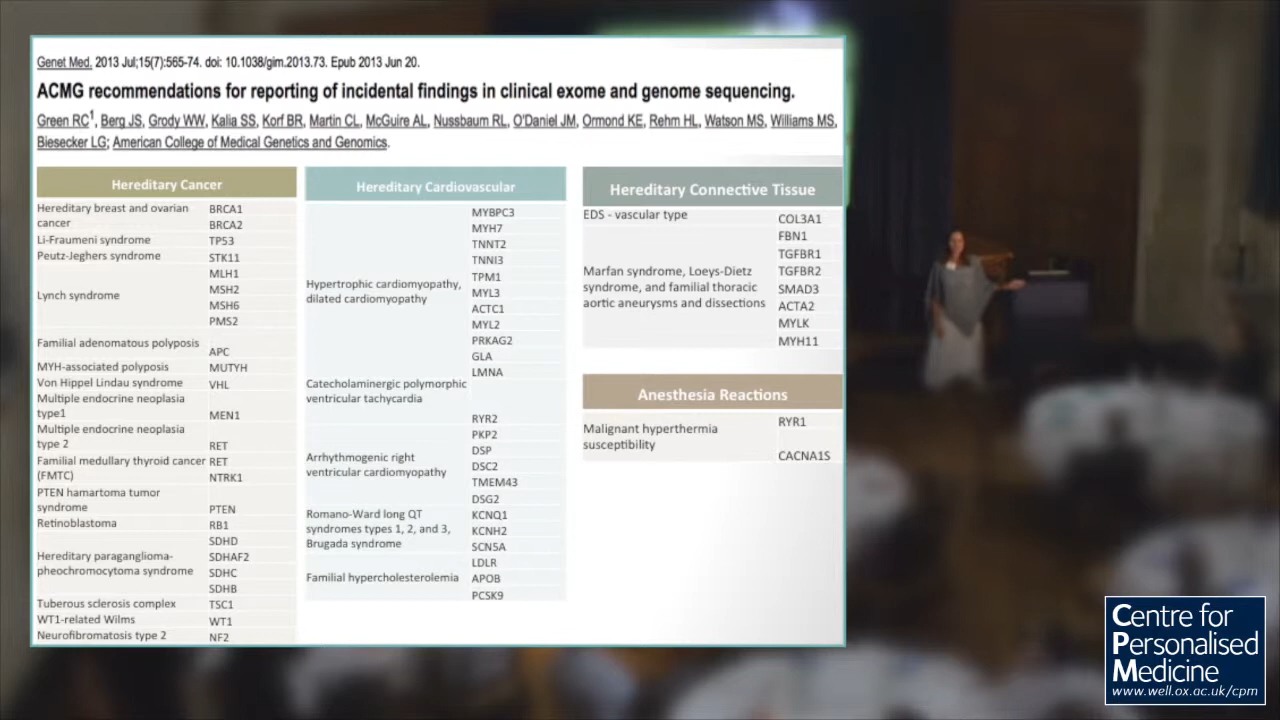 Genet Med. 2013 Jul;15(7):565-74. doi: 10.1038/gim.2013.73. Epub 2013 Jun 20.
ACMG recommendations for reporting of incidental findings in clinical exome and genome sequencing.
Green RC1, Berg JS, Grody WW, Kalia SS, Korf BR, Martin CL, McGuire AL, Nussbaum RL, O'Daniel JM, Ormond KE, Rehm HL, Watson MS, Williams MS,
Biesecker LG; American College of Medical Genetics and Genomics.
Hereditary Cancer
Hereditary breast and ovarian
cancer
BRCA1
BRCA2
Li-Fraumeni syndrome TP53
Peutz-Jeghers syndrome STK11
Lynch syndrome
MLH1
MSH2
MSH6
PMS2
Familial adenomatous polyposis
APC
MYH-associated polyposis MUTYH
Von Hippel Lindau syndrome VHL
Multiple endocrine neoplasia
type1 MEN1
Multiple endocrine neoplasia
type 2 RET
Familial medullary thyroid cancer RET
(FMTC) NTRK1
PTEN hamartoma tumor
syndrome PTEN
Retinoblastoma RB1
Hereditary paraganglioma-
pheochromocytoma syndrome
SDHD
SDHAF2
SDHC
SDHB
Tuberous sclerosis complex TSC1
WT1-related Wilms WT1
Neurofibromatosis type 2 NF2
Hereditary Cardiovascular
Hypertrophic cardiomyopathy,
dilated cardiomyopathy
MYBPC3
MYH7
TNNT2
TNNI3
TPM1
MYL3
ACTC1
MYL2
PRKAG2
GLA
LMNA
Catecholaminergic polymorphic
ventricular tachycardia
RYR2
Arrhythmogenic right
ventricular cardiomyopathy
PKP2
DSP
DSC2
TMEM43
DSG2
Romano-Ward long QT
syndromes types 1, 2, and 3,
Brugada syndrome
KCNQ1
KCNH2
SCN5A
Familial hypercholesterolemia
LDLR
APOB
PCSK9
Hereditary Connective Tissue
EDS - vascular type COL3A1
Marfan syndrome, Loeys-Dietz
syndrome, and familial thoracic
aortic aneurysms and dissections
FBN1
TGFBR1
TGFBR2
SMAD3
ACTA2
MYLK
MYH11
Anesthesia Reactions
Malignant hyperthermia
susceptibility
RYR1
CACNA1S
Centre for
Personalised
Medicine
www.well.ox.ac.uk/cpm